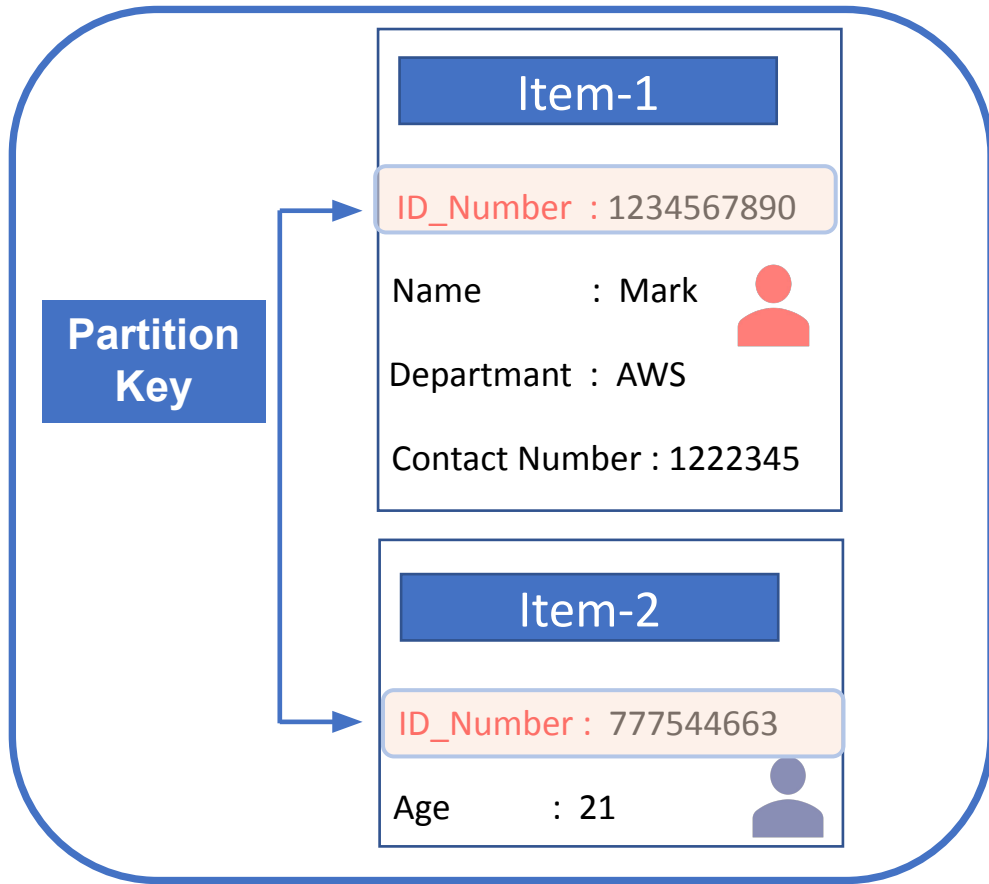 Item-1
ID_Number : 1234567890
Name : Mark
Partition
Key
Departmant : AWS
Contact Number : 1222345
Item-2
ID_Number : 777544663
Age : 21